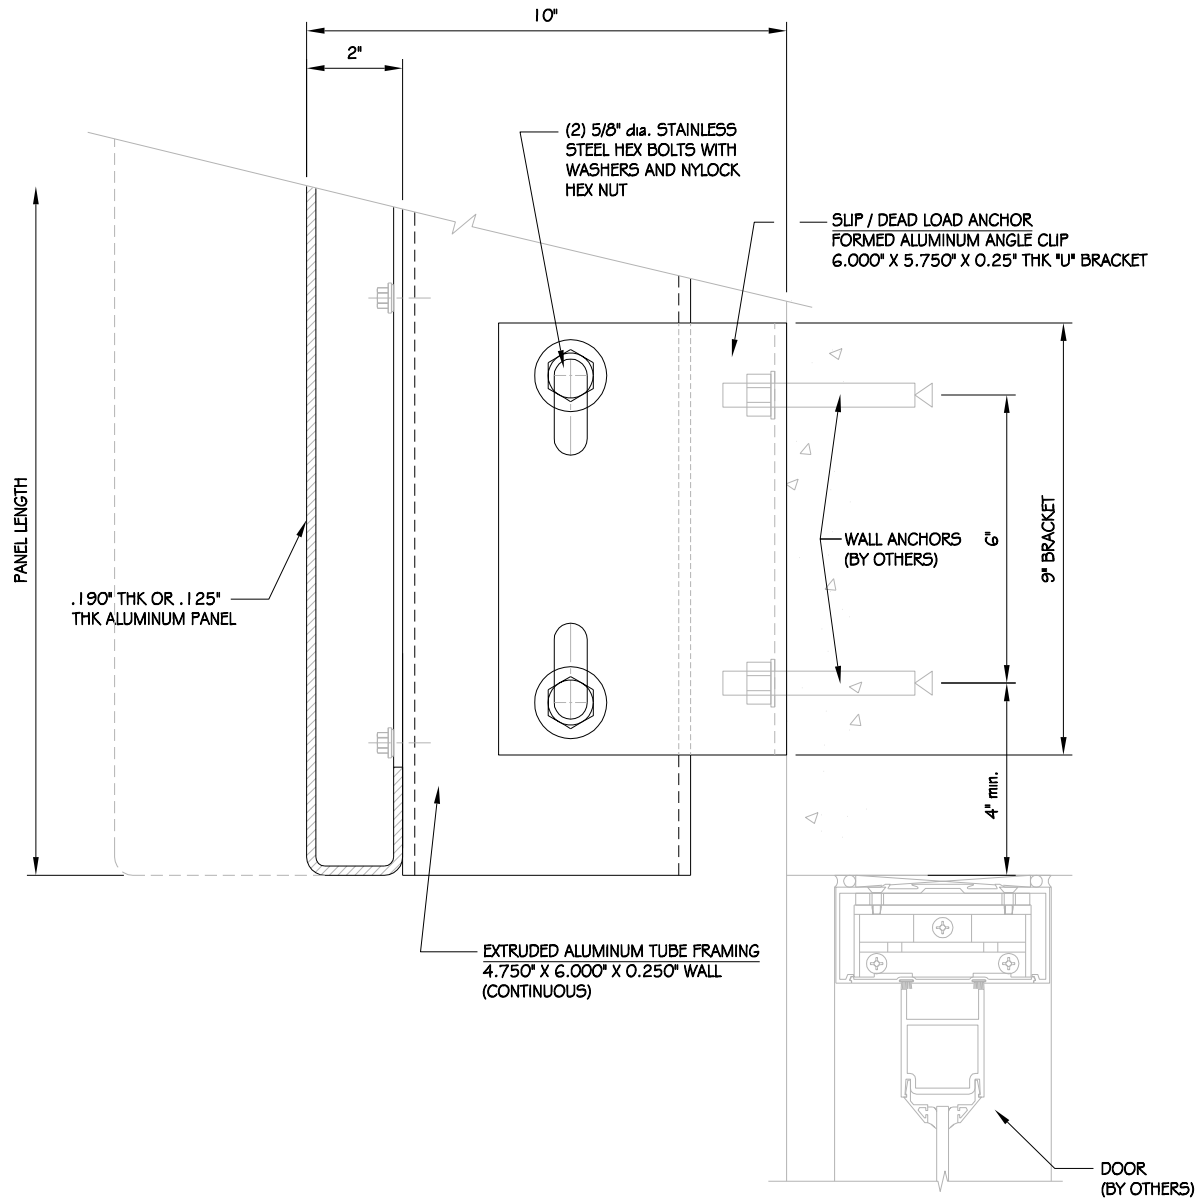 10"
2"
(2) 5/8" dia. STAINLESS
STEEL HEX BOLTS WITH
WASHERS AND NYLOCK
HEX NUT
SLIP / DEAD LOAD ANCHOR
FORMED ALUMINUM ANGLE CLIP
6.000" X 5.750" X 0.25" THK "U" BRACKET
PANEL LENGTH
WALL ANCHORS
(BY OTHERS)
6"
9" BRACKET
.190" THK OR .125"
THK ALUMINUM PANEL
4" min.
EXTRUDED ALUMINUM TUBE FRAMING
4.750" X 6.000" X 0.250" WALL
(CONTINUOUS)
DOOR
(BY OTHERS)